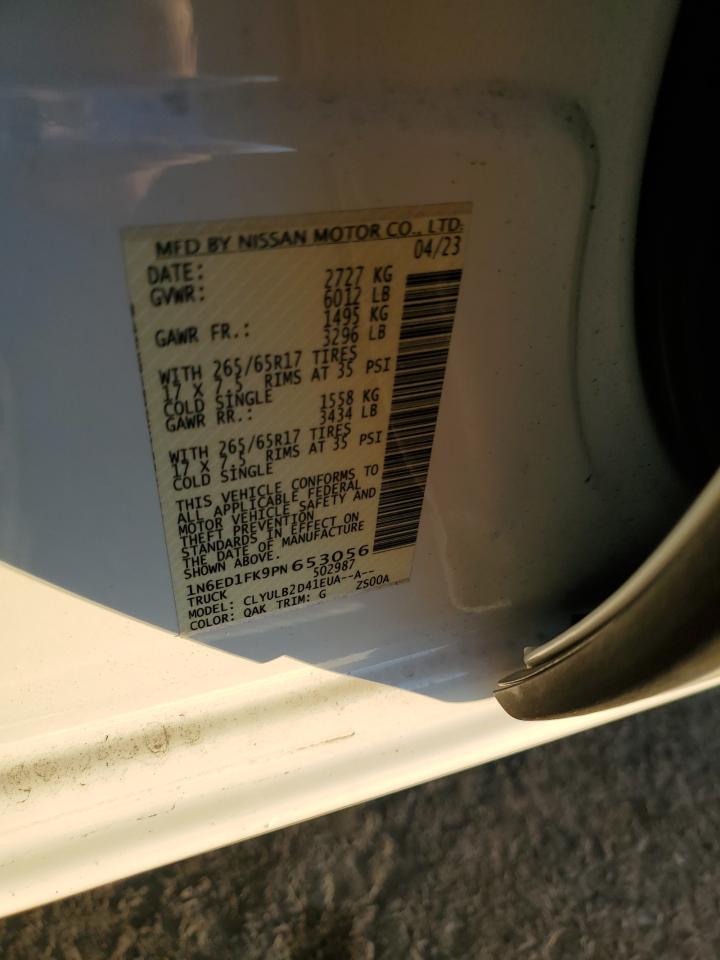 MFD BY NISSAN MOTOR CO., LTD.
DATE: 04/23
GVWR: 2727 KG
6012 LB
GAWR FR.: 1495 KG
3296 LB
WITH 265/65R17 TIRES
17 X 7.5 RIMS AT 35 PSI
COLD SINGLE
GAWR RR.: 1558 KG
3434 LB
WITH 265/65R17 TIRES
17 X 7.5 RIMS AT 35 PSI
COLD SINGLE
THIS VEHICLE CONFORMS TO
ALL APPLICABLE FEDERAL
MOTOR VEHICLE SAFETY AND
THEFT PREVENTION
STANDARDS IN EFFECT ON
THE DATE OF MANUFACTURE
SHOWN ABOVE.
1N6ED1FK9PN653056
TRUCK 502987
MODEL: CLYULB2D41EUA--A--
COLOR: QAK TRIM: G ZS00A